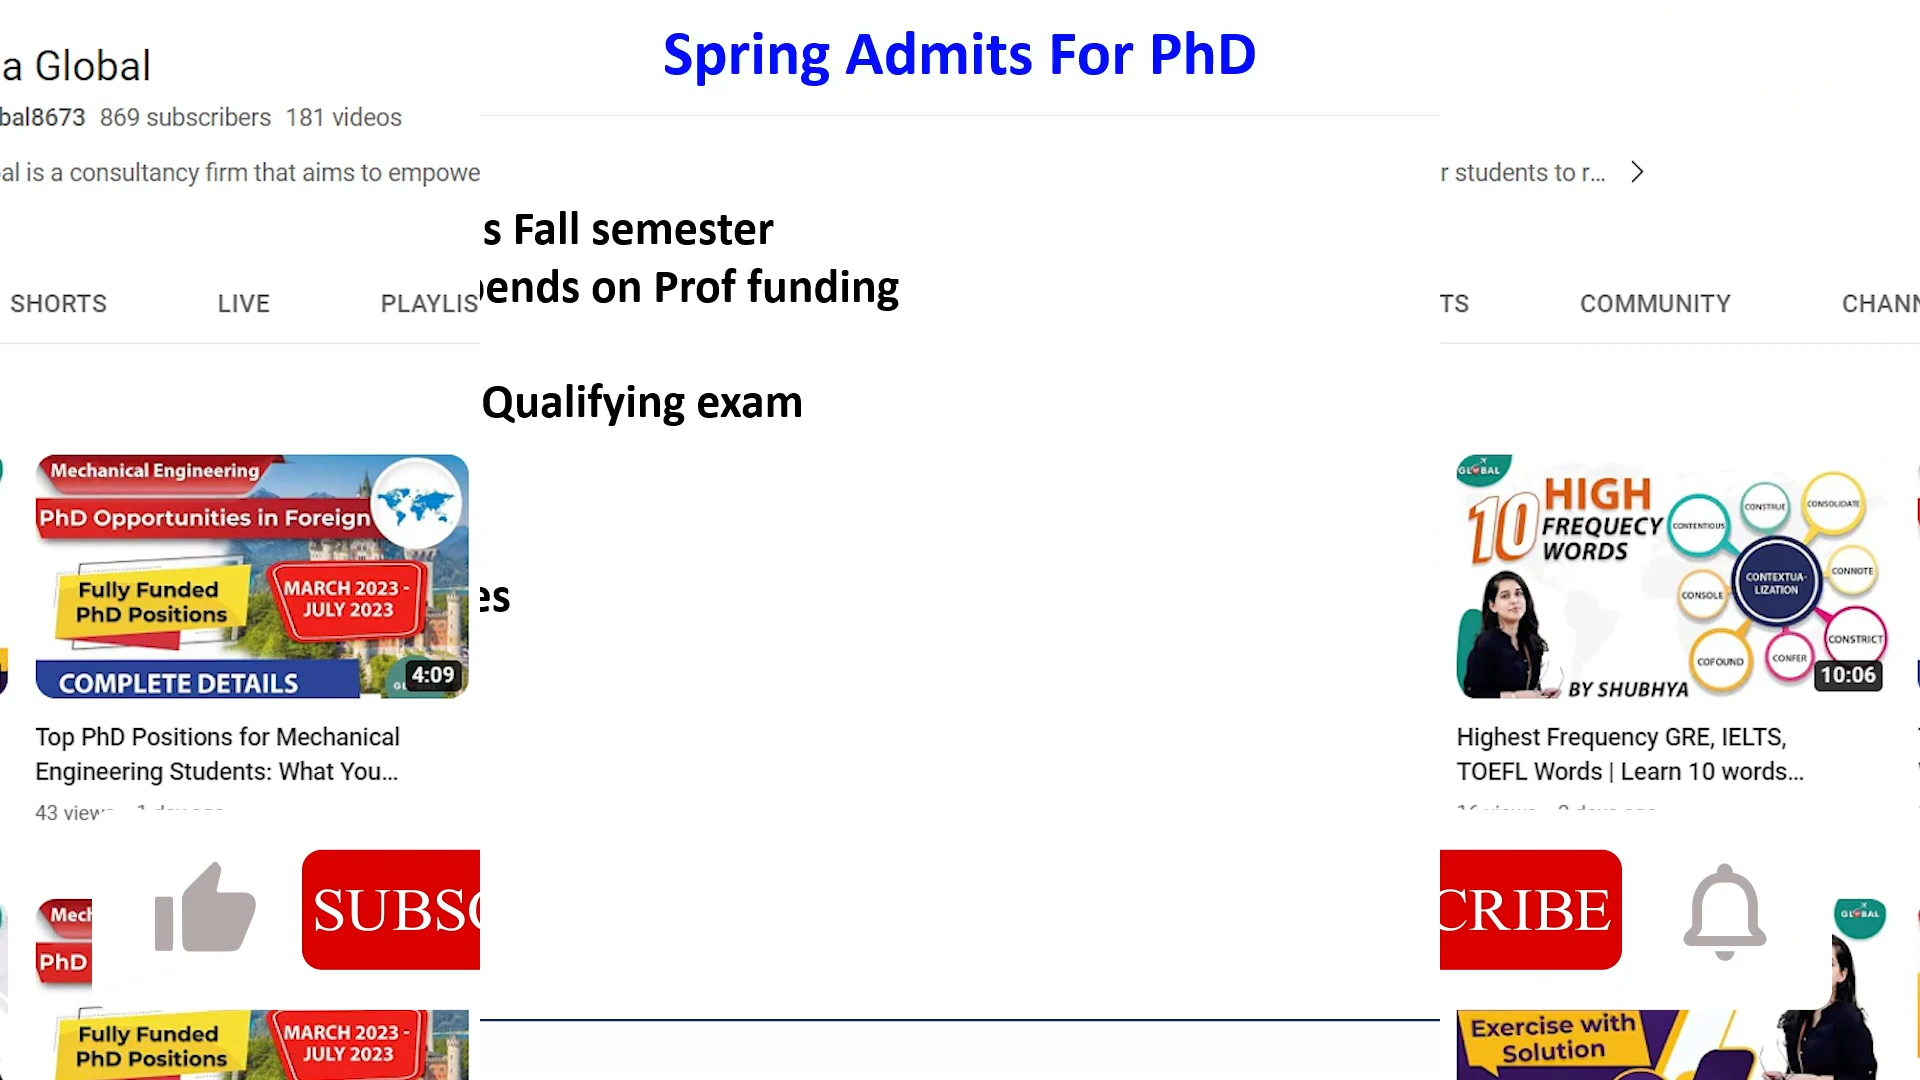 Spring Admits For PhD
a Global
bal8673 869 subscribers 181 videos
al is a consultancy firm that aims to empowe
r students to r...
s Fall semester
ends on Prof funding
SHORTS LIVE PLAYLIS
TS COMMUNITY CHANN
Qualifying exam
es
Mechanical Engineering
PhD Opportunities in Foreign
Fully Funded
PhD Positions
MARCH 2023 -
JULY 2023
COMPLETE DETAILS
4:09
Top PhD Positions for Mechanical
Engineering Students: What You...
43 views
GLOBAL
10 HIGH
FREQUECY
WORDS
CONTENTIOUS
CONSTRUE
CONSOLIDATE
CONTEXTUA-
LIZATION
CONNOTE
CONSOLE
CONSTRICT
COFOUND
CONFER
10:06
BY SHUBHYA
Highest Frequency GRE, IELTS,
TOEFL Words | Learn 10 words...
SUBSC
CRIBE
Mech
PhD
Fully Funded
PhD Positions
MARCH 2023 -
JULY 2023
GLOBAL
Exercise with
Solution